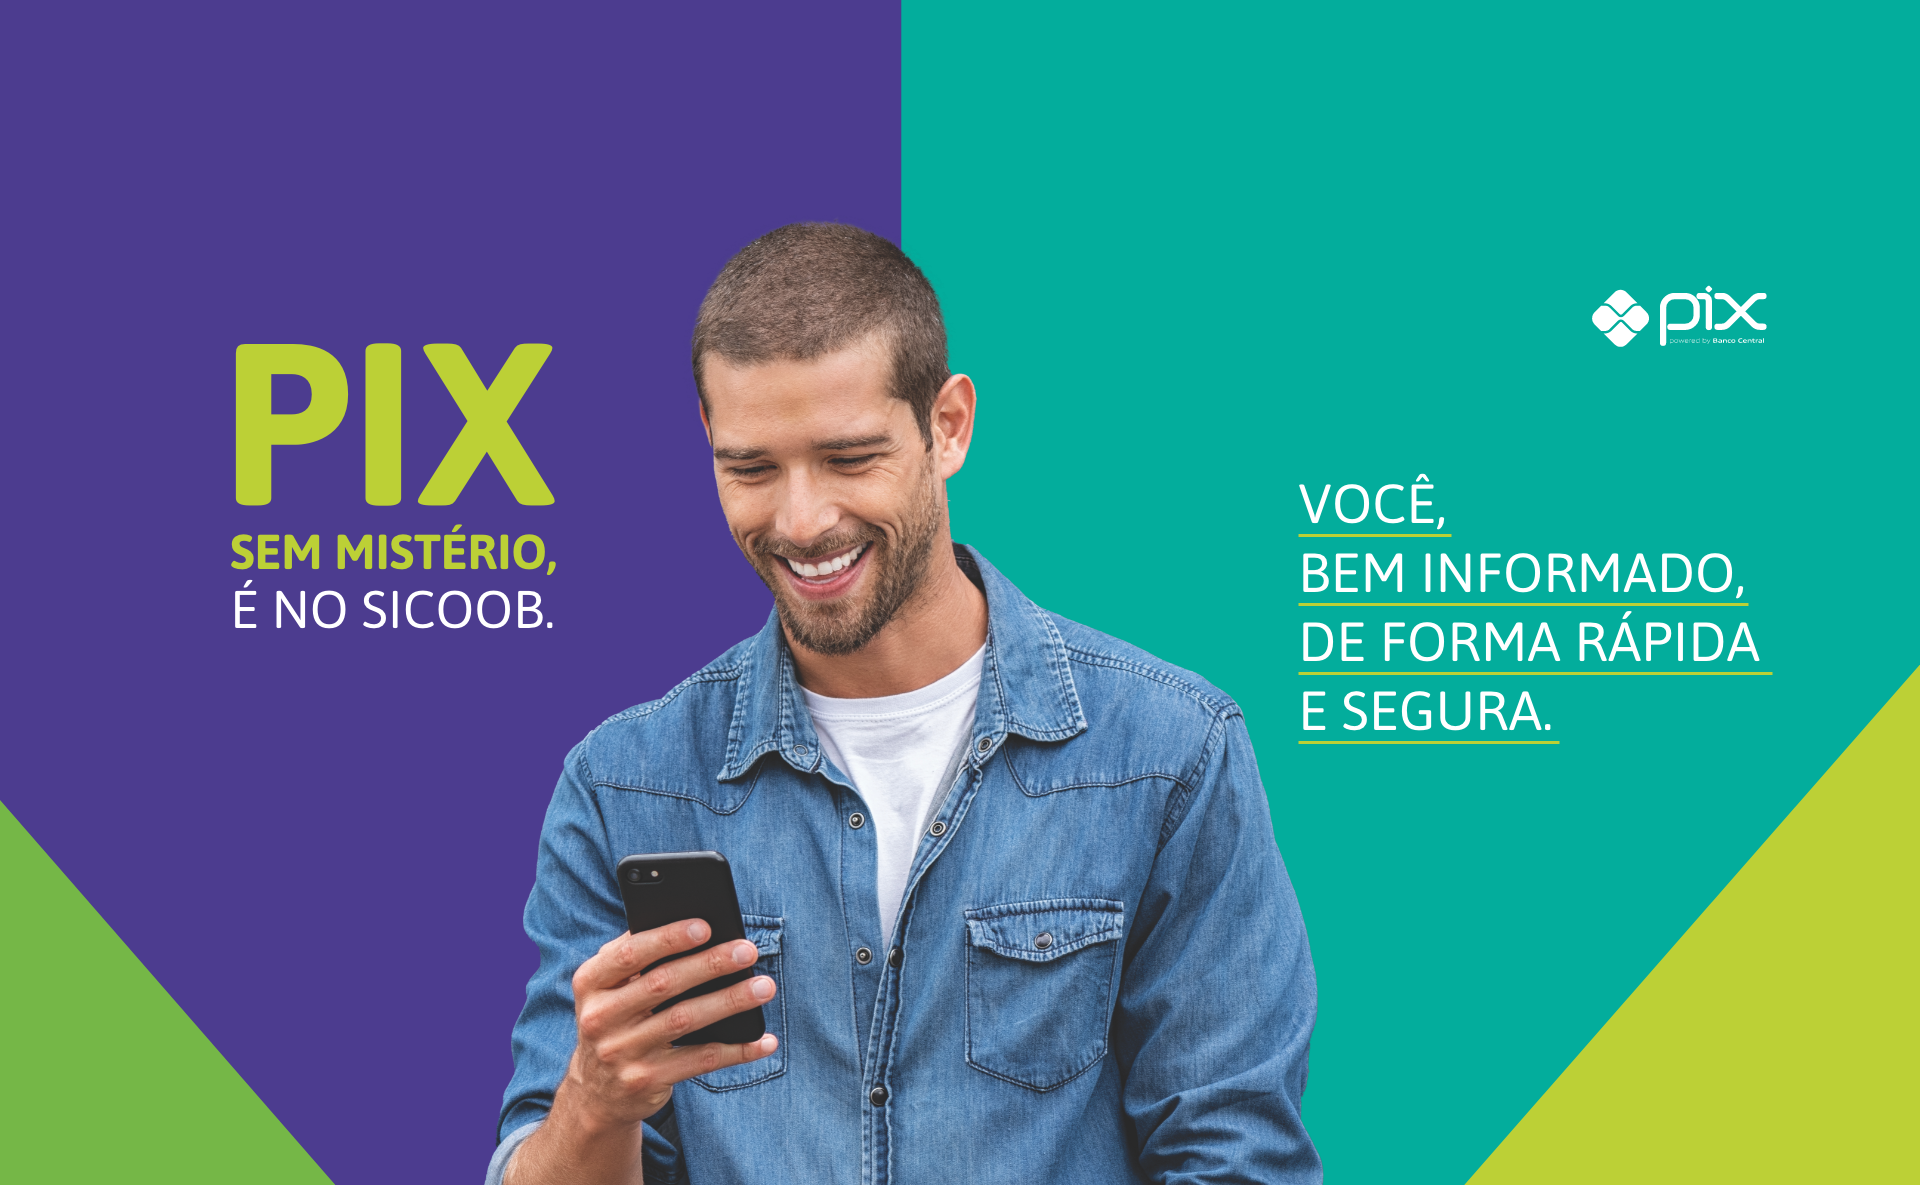 PIX
SEM MISTÉRIO,
É NO SICOOB.
pix
powered by Banco Central
VOCÊ,
BEM INFORMADO,
DE FORMA RÁPIDA
E SEGURA.